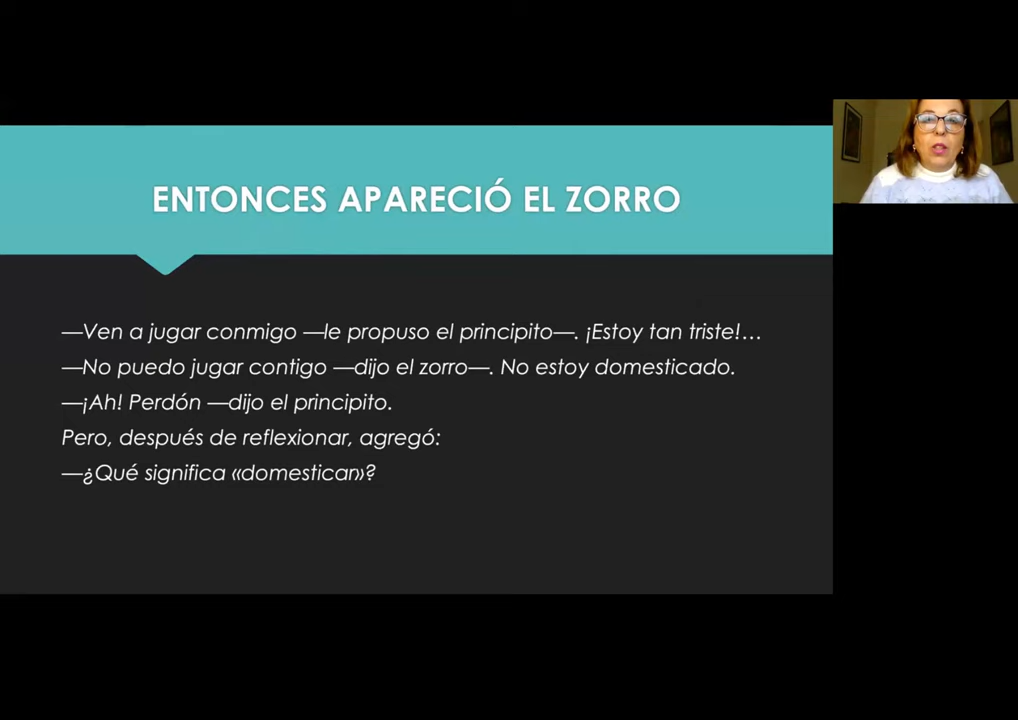 ENTONCES APARECIÓ EL ZORRO
—Ven a jugar conmigo —le propuso el principito—. ¡Estoy tan triste!…
—No puedo jugar contigo —dijo el zorro—. No estoy domesticado.
—¡Ah! Perdón —dijo el principito.
Pero, después de reflexionar, agregó:
—¿Qué significa «domestican»?